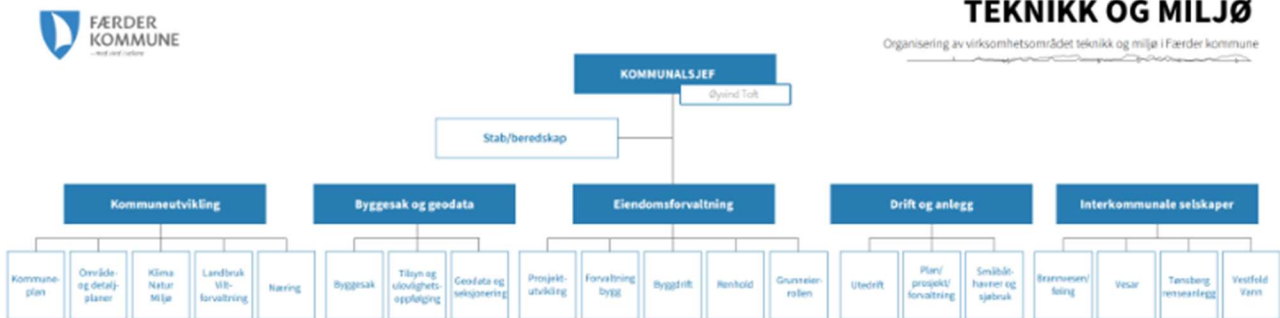 FÆRDER
KOMMUNE
TEKNIKK OG MILJØ
Organisering av virksomhetsområdet teknikk og miljø i Færder kommune
KOMMUNALSJEF
Øyvind Toft
Stab/beredskap
Kommuneutvikling
Byggesak og geodata
Eiendomsforvaltning
Drift og anlegg
Interkommunale selskaper
Kommune-
plan
Område-
og detalj-
planer
Klima
Natur
Miljø
Landbruk
Vilt-
forvaltning
Næring
Byggesak
Tilsyn og
ulovlighets-
oppfølging
Geodata og
seksjonering
Prosjekt-
utvikling
Forvaltning
bygg
Byggdrift
Renhold
Grunneier-
rollen
Utedrift
Plan/
prosjekt/
forvaltning
Småbåt-
havner og
sjøbruk
Brannvesen/
feiing
Vesar
Tønsberg
renseanlegg
Vestfold
Vann